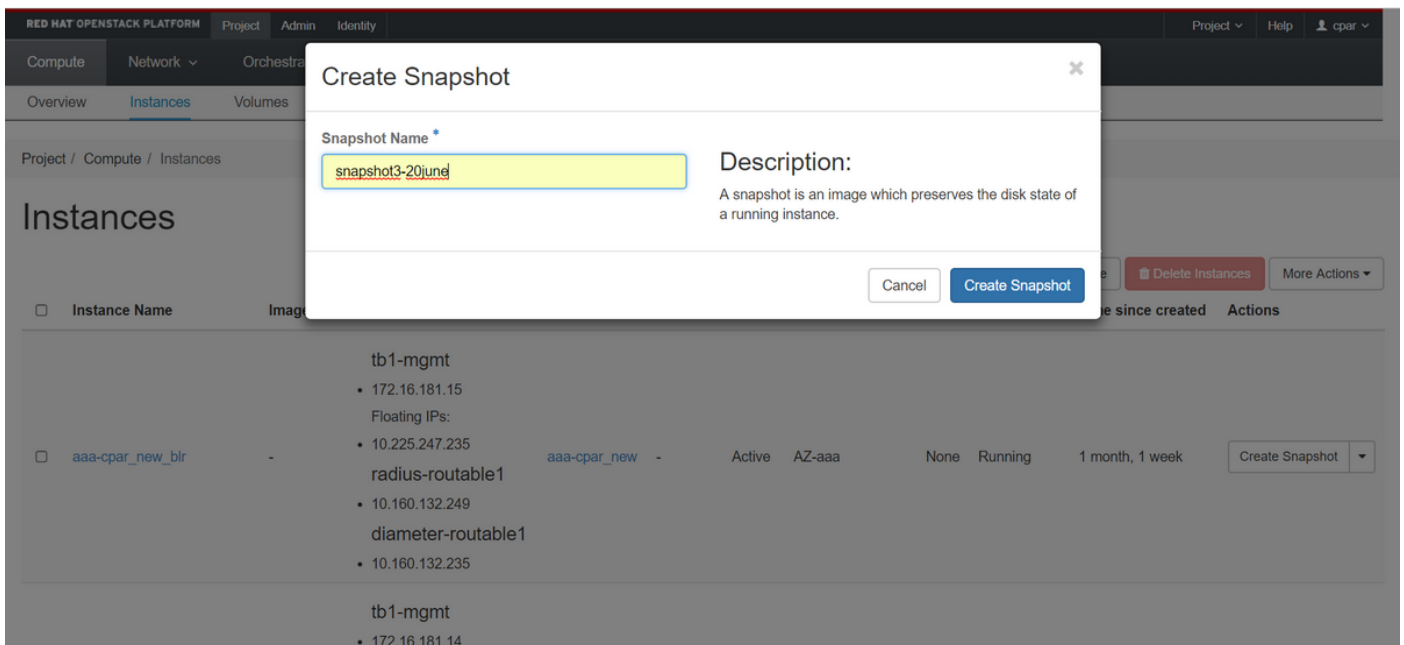 RED HAT OPENSTACK PLATFORM Project Admin Identity Project Help cpar
Compute Network Orchestra
Overview Instances Volumes
Project / Compute / Instances
Instances
Create Snapshot
Snapshot Name *
snapshot3-20june
Description:
A snapshot is an image which preserves the disk state of
a running instance.
Cancel Create Snapshot
Delete Instances More Actions
Instance Name Image e since created Actions
tb1-mgmt
• 172.16.181.15
Floating IPs:
• 10.225.247.235
aaa-cpar_new_blr - aaa-cpar_new - Active AZ-aaa None Running 1 month, 1 week Create Snapshot
radius-routable1
• 10.160.132.249
diameter-routable1
• 10.160.132.235
tb1-mgmt
• 172.16.181.14